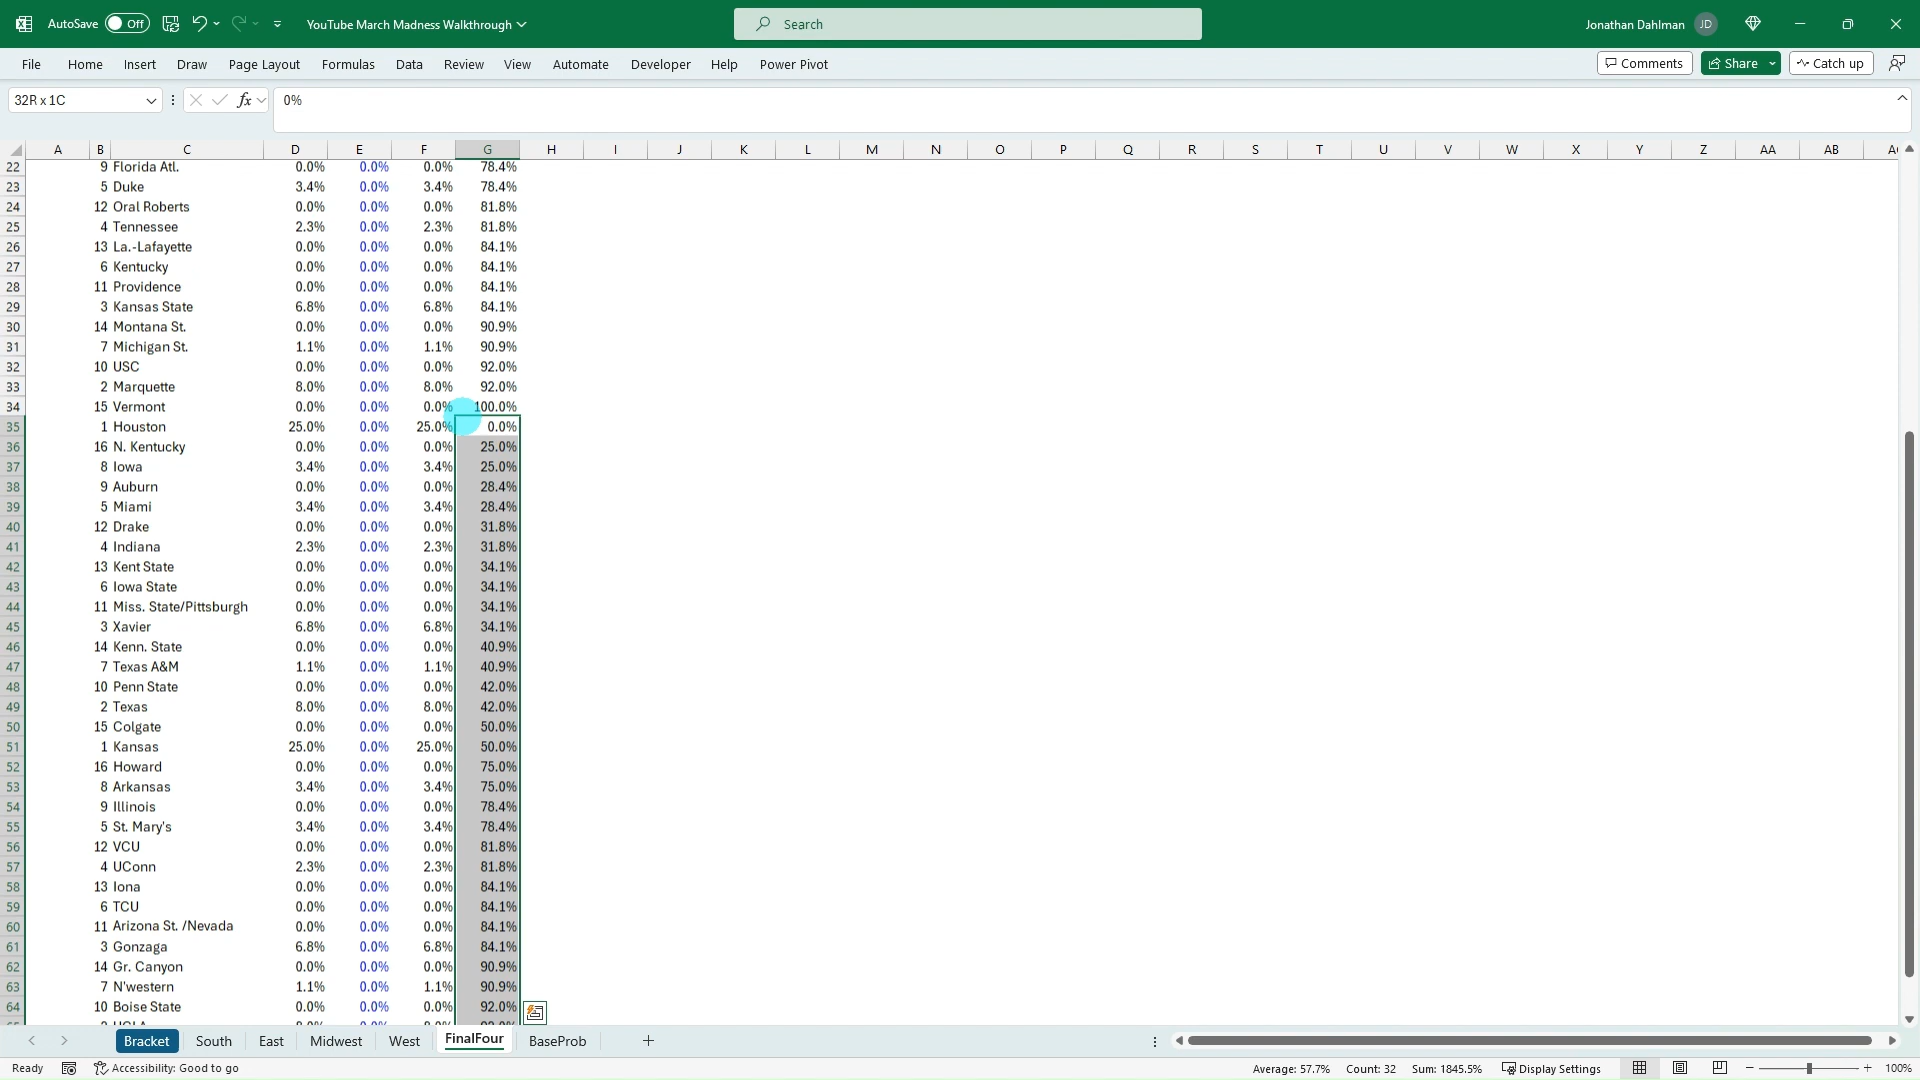 AutoSave Off YouTube March Madness Walkthrough Search Jonathan Dahlman JD
File Home Insert Draw Page Layout Formulas Data Review View Automate Developer Help Power Pivot Comments Share Catch up
32R x 1C fx 0%
A B C D E F G H I J K L M N O P Q R S T U V W X Y Z AA AB
22 9 Florida Atl. 0.0% 0.0% 0.0% 78.4%
23 5 Duke 3.4% 0.0% 3.4% 78.4%
24 12 Oral Roberts 0.0% 0.0% 0.0% 81.8%
25 4 Tennessee 2.3% 0.0% 2.3% 81.8%
26 13 La.-Lafayette 0.0% 0.0% 0.0% 84.1%
27 6 Kentucky 0.0% 0.0% 0.0% 84.1%
28 11 Providence 0.0% 0.0% 0.0% 84.1%
29 3 Kansas State 6.8% 0.0% 6.8% 84.1%
30 14 Montana St. 0.0% 0.0% 0.0% 90.9%
31 7 Michigan St. 1.1% 0.0% 1.1% 90.9%
32 10 USC 0.0% 0.0% 0.0% 92.0%
33 2 Marquette 8.0% 0.0% 8.0% 92.0%
34 15 Vermont 0.0% 0.0% 0.0% 100.0%
35 1 Houston 25.0% 0.0% 25.0% 0.0%
36 16 N. Kentucky 0.0% 0.0% 0.0% 25.0%
37 8 Iowa 3.4% 0.0% 3.4% 25.0%
38 9 Auburn 0.0% 0.0% 0.0% 28.4%
39 5 Miami 3.4% 0.0% 3.4% 28.4%
40 12 Drake 0.0% 0.0% 0.0% 31.8%
41 4 Indiana 2.3% 0.0% 2.3% 31.8%
42 13 Kent State 0.0% 0.0% 0.0% 34.1%
43 6 Iowa State 0.0% 0.0% 0.0% 34.1%
44 11 Miss. State/Pittsburgh 0.0% 0.0% 0.0% 34.1%
45 3 Xavier 6.8% 0.0% 6.8% 34.1%
46 14 Kenn. State 0.0% 0.0% 0.0% 40.9%
47 7 Texas A&M 1.1% 0.0% 1.1% 40.9%
48 10 Penn State 0.0% 0.0% 0.0% 42.0%
49 2 Texas 8.0% 0.0% 8.0% 42.0%
50 15 Colgate 0.0% 0.0% 0.0% 50.0%
51 1 Kansas 25.0% 0.0% 25.0% 50.0%
52 16 Howard 0.0% 0.0% 0.0% 75.0%
53 8 Arkansas 3.4% 0.0% 3.4% 75.0%
54 9 Illinois 0.0% 0.0% 0.0% 78.4%
55 5 St. Mary's 3.4% 0.0% 3.4% 78.4%
56 12 VCU 0.0% 0.0% 0.0% 81.8%
57 4 UConn 2.3% 0.0% 2.3% 81.8%
58 13 Iona 0.0% 0.0% 0.0% 84.1%
59 6 TCU 0.0% 0.0% 0.0% 84.1%
60 11 Arizona St. /Nevada 0.0% 0.0% 0.0% 84.1%
61 3 Gonzaga 6.8% 0.0% 6.8% 84.1%
62 14 Gr. Canyon 0.0% 0.0% 0.0% 90.9%
63 7 N'western 1.1% 0.0% 1.1% 90.9%
64 10 Boise State 0.0% 0.0% 0.0% 92.0%
Bracket South East Midwest West FinalFour BaseProb
Ready Accessibility: Good to go Average: 57.7% Count: 32 Sum: 1845.5% Display Settings 100%